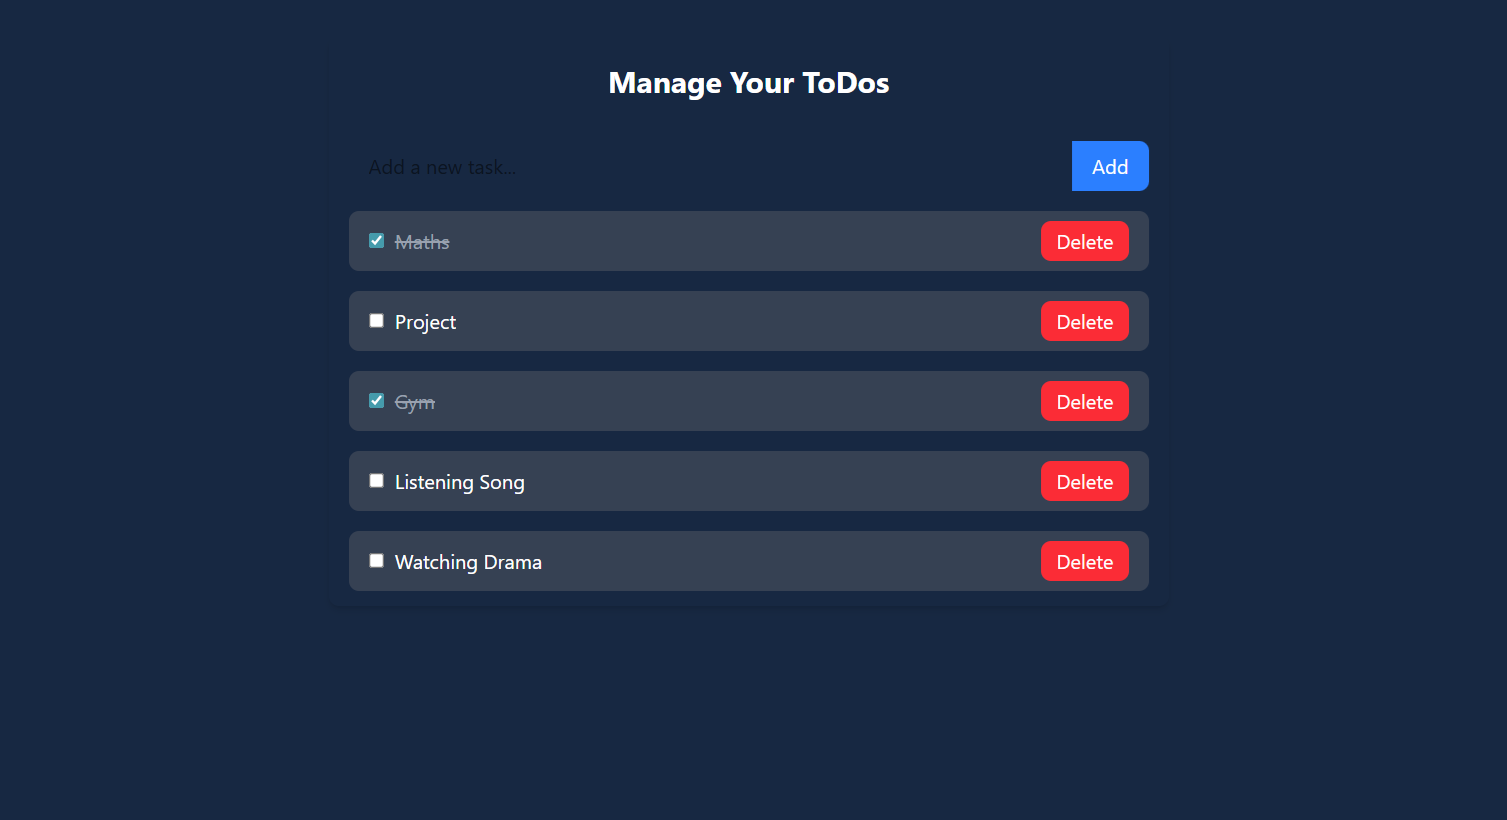 Manage Your ToDos
Add a new task...
Add
Maths
Delete
Project
Delete
Gym
Delete
Listening Song
Delete
Watching Drama
Delete